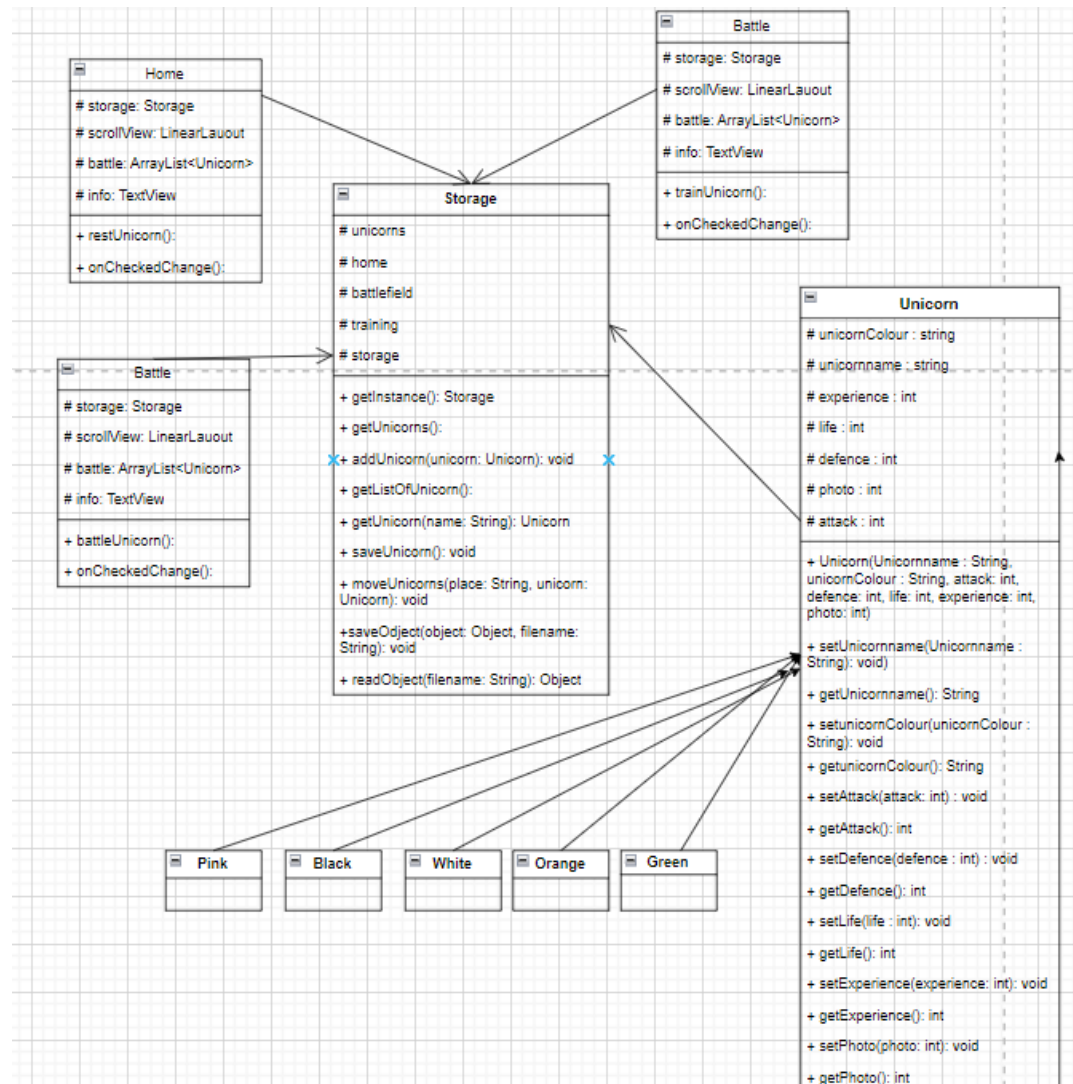 Home
# storage: Storage
# scrollView: LinearLauout
# battle: ArrayList<Unicorn>
# info: TextView
+ restUnicorn():
+ onCheckedChange():
Battle
# storage: Storage
# scrollView: LinearLauout
# battle: ArrayList<Unicorn>
# info: TextView
+ trainUnicorn():
+ onCheckedChange():
Storage
# unicorns
# home
# battlefield
# training
# storage
+ getInstance(): Storage
+ getUnicorns():
+ addUnicorn(unicorn: Unicorn): void
+ getListOfUnicorn():
+ getUnicorn(name: String): Unicorn
+ saveUnicorn(): void
+ moveUnicorns(place: String, unicorn:
Unicorn): void
+saveOdject(object: Object, filename:
String): void
+ readObject(filename: String): Object
Battle
# storage: Storage
# scrollView: LinearLauout
# battle: ArrayList<Unicorn>
# info: TextView
+ battleUnicorn():
+ onCheckedChange():
Unicorn
# unicornColour : string
# unicornname : string
# experience : int
# life : int
# defence : int
# photo : int
# attack : int
+ Unicorn(Unicornname : String,
unicornColour : String, attack: int,
defence: int, life: int, experience: int,
photo: int)
+ setUnicornname(Unicornname :
String): void)
+ getUnicornname(): String
+ setunicornColour(unicornColour :
String): void
+ getunicornColour(): String
+ setAttack(attack: int) : void
+ getAttack(): int
+ setDefence(defence : int) : void
+ getDefence(): int
+ setLife(life : int): void
+ getLife(): int
+ setExperience(experience: int): void
+ getExperience(): int
+ setPhoto(photo: int): void
+ getPhoto(): int
Pink
Black
White
Orange
Green